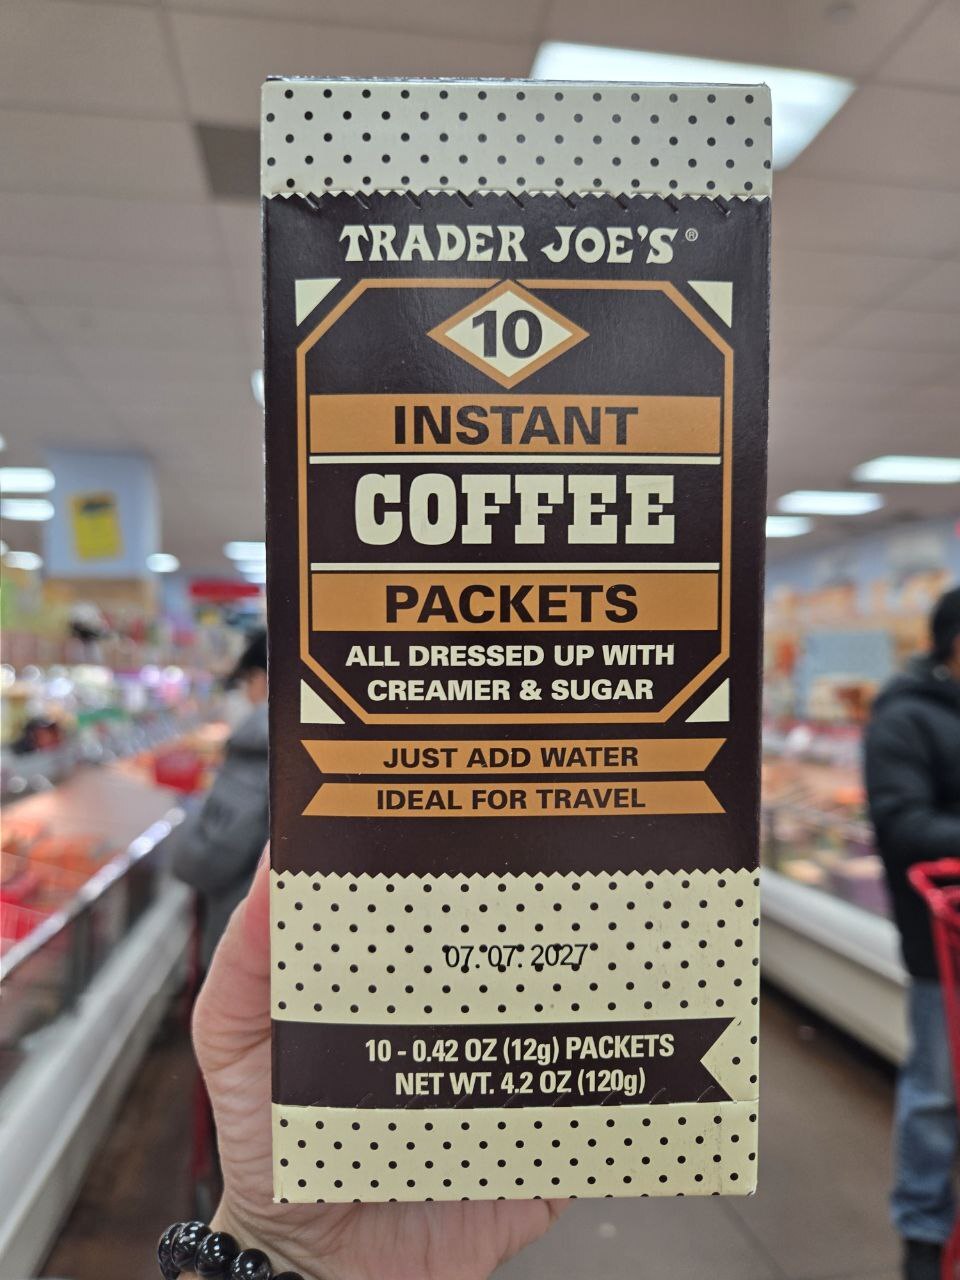 TRADER JOE'S®
10
INSTANT
COFFEE
PACKETS
ALL DRESSED UP WITH
CREAMER & SUGAR
JUST ADD WATER
IDEAL FOR TRAVEL
07.07.2027
10 - 0.42 OZ (12g) PACKETS
NET WT. 4.2 OZ (120g)